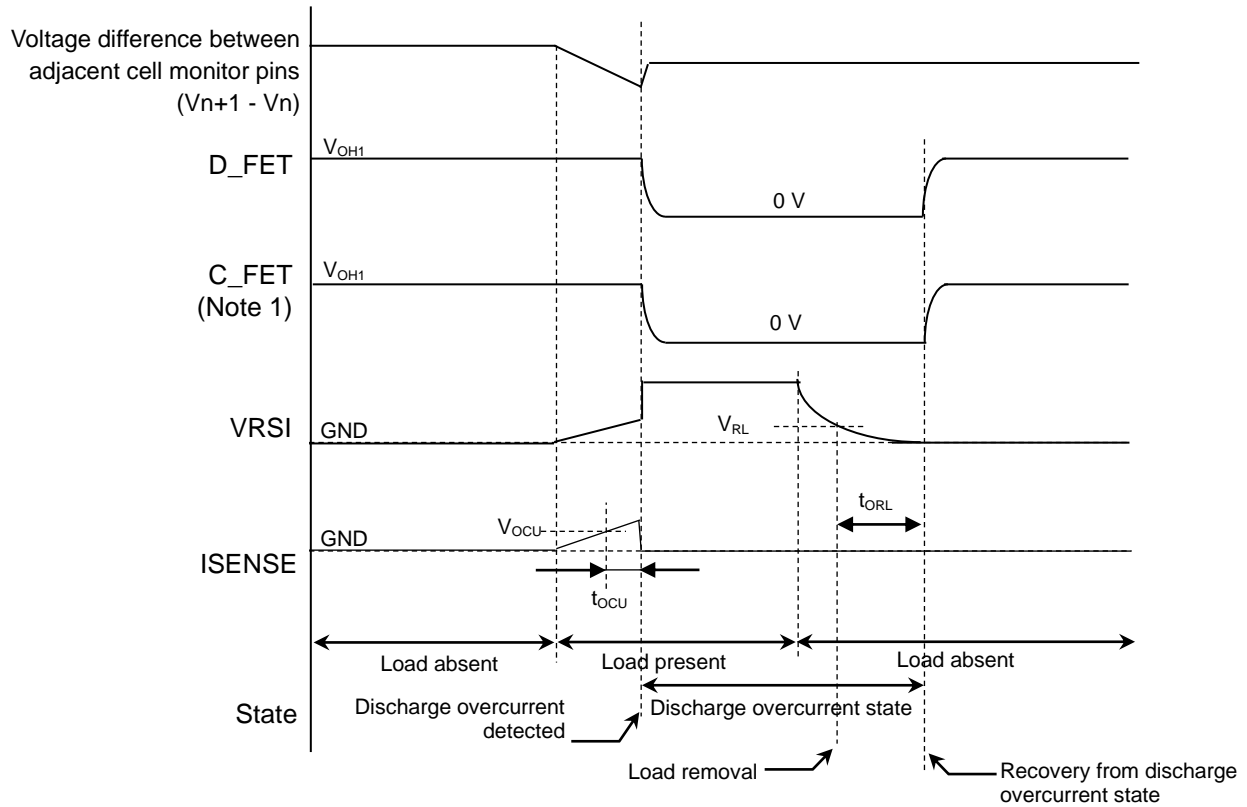 Voltage difference between
adjacent cell monitor pins
(Vn+1 - Vn)
VOH1
D_FET
0 V
VOH1
C_FET
(Note 1)
0 V
VRL
VRSI
GND
tORL
VOCU
GND
ISENSE
tOCU
Load absent
Load present
Load absent
State
Discharge overcurrent
detected
Discharge overcurrent state
Load removal
Recovery from discharge
overcurrent state